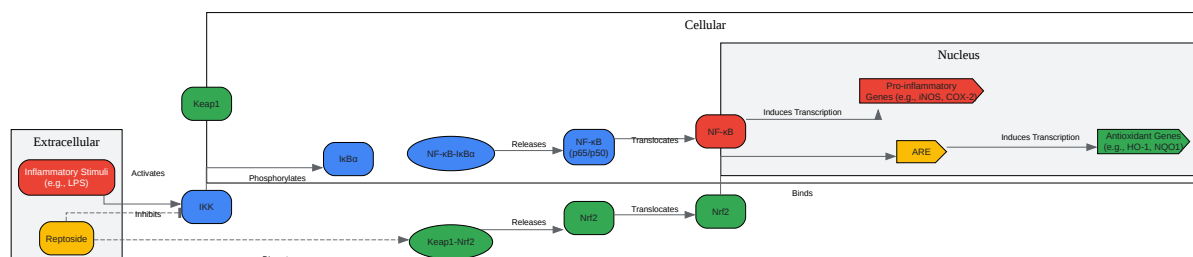 Cellular
Nucleus
Keap1
Pro-inflammatory
Genes (e.g., iNOS, COX-2)
Induces Transcription
Extracellular
Inflammatory Stimuli
(e.g., LPS)
Activates
IκBα
NF-κB-IκBα
Releases
NF-κB
(p65/p50)
Translocates
NF-κB
ARE
Induces Transcription
Antioxidant Genes
(e.g., HO-1, NQO1)
Phosphorylates
Binds
Inhibits
IKK
Reptoside
Keap1-Nrf2
Releases
Nrf2
Translocates
Nrf2